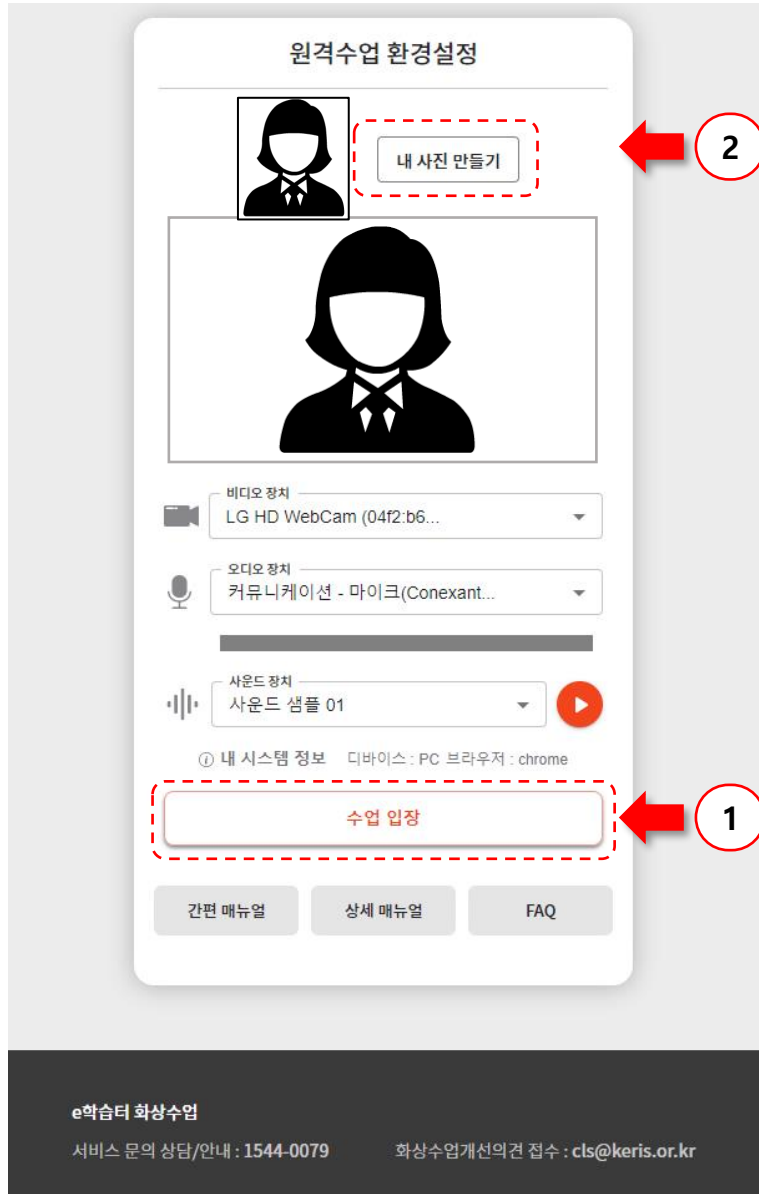 원격수업 환경설정
내 사진 만들기
2
비디오 장치
LG HD WebCam (04f2:b6...
오디오 장치
커뮤니케이션 - 마이크(Conexant...
사운드 장치
사운드 샘플 01
내 시스템 정보 디바이스 : PC 브라우저 : chrome
수업 입장
1
간편 매뉴얼 상세 매뉴얼 FAQ
e학습터 화상수업
서비스 문의 상담/안내 : 1544-0079 화상수업개선의견 접수 : cls@keris.or.kr